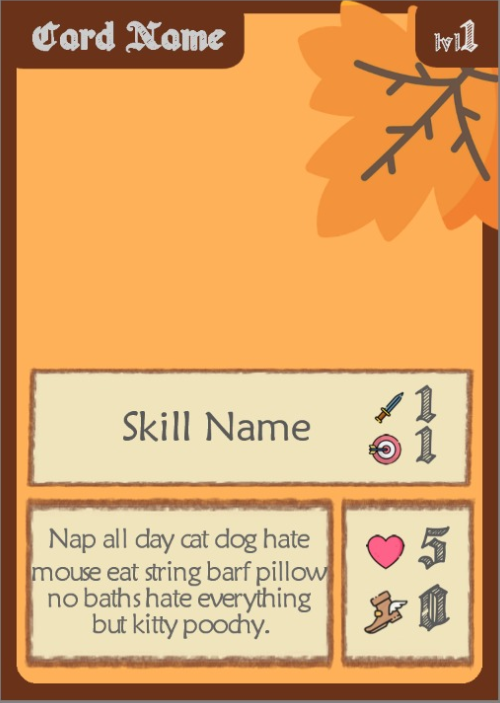 Card Name
lvl1
Skill Name
1
1
Nap all day cat dog hate
mouse eat string barf pillow
no baths hate everything
but kitty poochy.
5
0